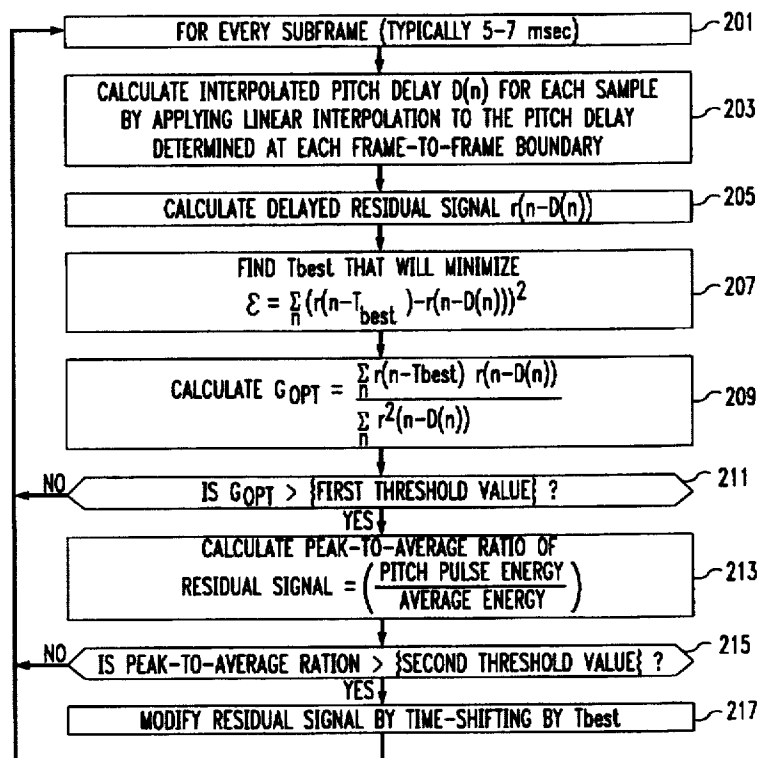 FOR EVERY SUBFRAME (TYPICALLY 5-7 msec)
201
CALCULATE INTERPOLATED PITCH DELAY D(n) FOR EACH SAMPLE
BY APPLYING LINEAR INTERPOLATION TO THE PITCH DELAY
DETERMINED AT EACH FRAME-TO-FRAME BOUNDARY
203
CALCULATE DELAYED RESIDUAL SIGNAL r(n-D(n))
205
FIND Tbest THAT WILL MINIMIZE
ℰ = Σn (r(n-Tbest)-r(n-D(n)))²
207
CALCULATE GOPT = Σn r(n-Tbest) r(n-D(n))
Σn r²(n-D(n))
209
NO
IS GOPT > {FIRST THRESHOLD VALUE} ?
211
YES
CALCULATE PEAK-TO-AVERAGE RATIO OF
RESIDUAL SIGNAL = (PITCH PULSE ENERGY
AVERAGE ENERGY)
213
NO
IS PEAK-TO-AVERAGE RATION > {SECOND THRESHOLD VALUE} ?
215
YES
MODIFY RESIDUAL SIGNAL BY TIME-SHIFTING BY Tbest
217